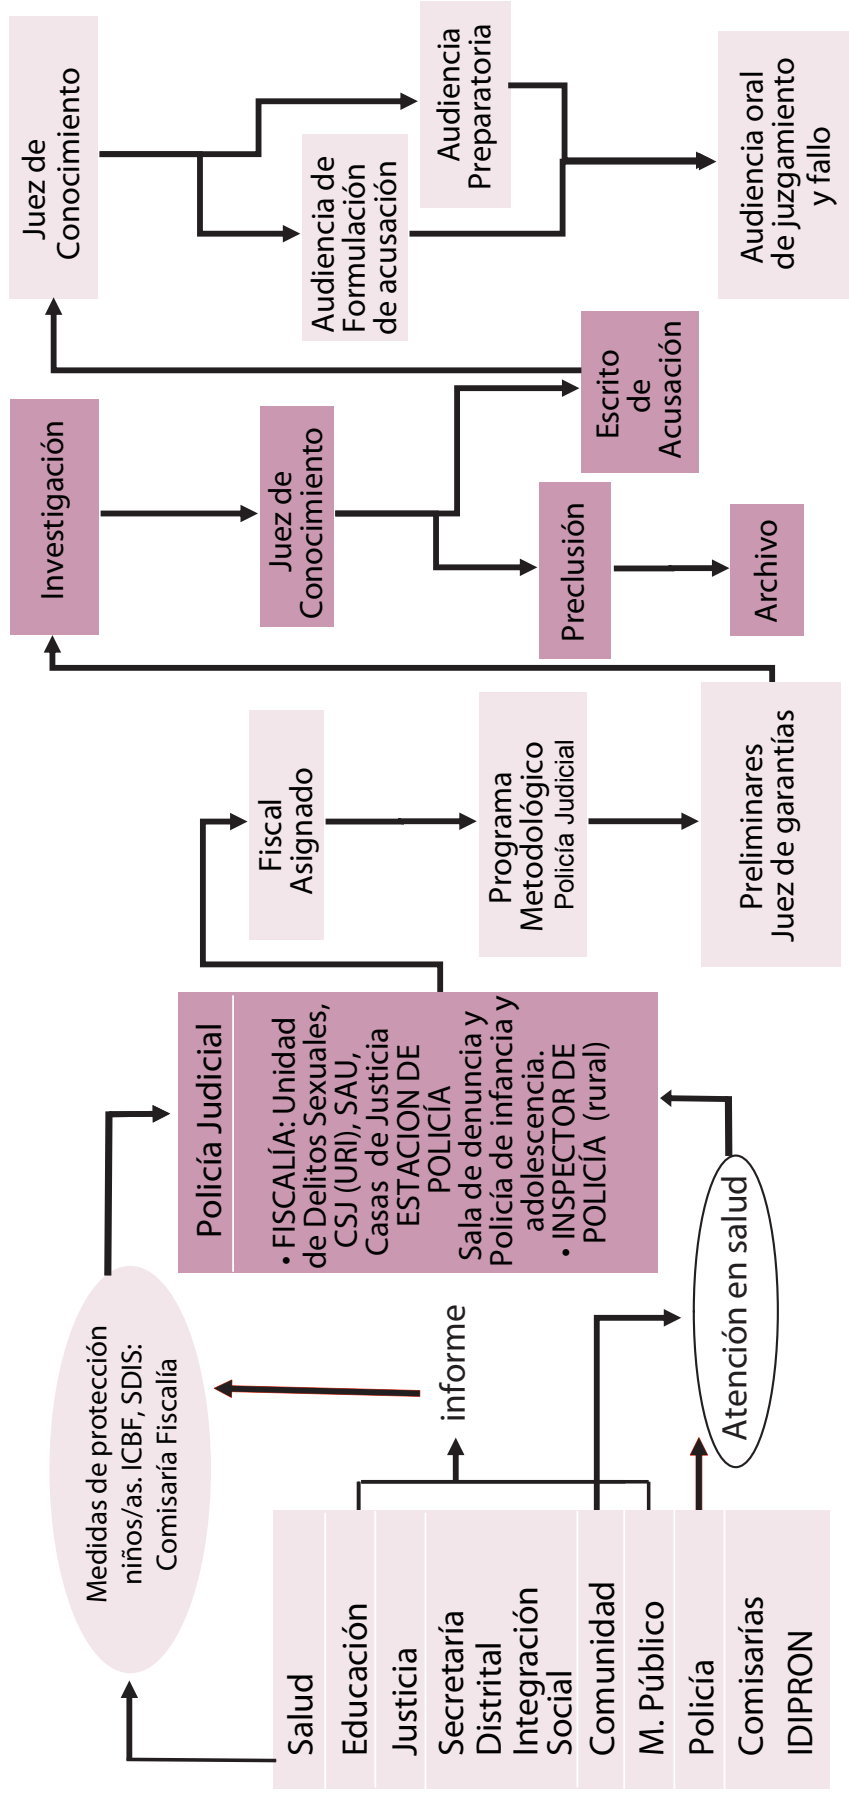 Medidas de protección
niños/as. ICBF, SDIS:
Comisaría Fiscalía
Salud
Educación
Justicia
Secretaría
Distrital
Integración
Social
Comunidad
M. Público
Policía
Comisarías
IDIPRON
informe
Atención en salud
Policía Judicial
• FISCALÍA: Unidad
de Delitos Sexuales,
CSJ (URI), SAU,
Casas de Justicia
ESTACION DE
POLICÍA
Sala de denuncia y
Policía de infancia y
adolescencia.
• INSPECTOR DE
POLICÍA (rural)
Fiscal
Asignado
Programa
Metodológico
Policía Judicial
Preliminares
Juez de garantías
Investigación
Juez de
Conocimiento
Preclusión
Archivo
Escrito
de
Acusación
Juez de
Conocimiento
Audiencia de
Formulación
de acusación
Audiencia
Preparatoria
Audiencia oral
de juzgamiento
y fallo